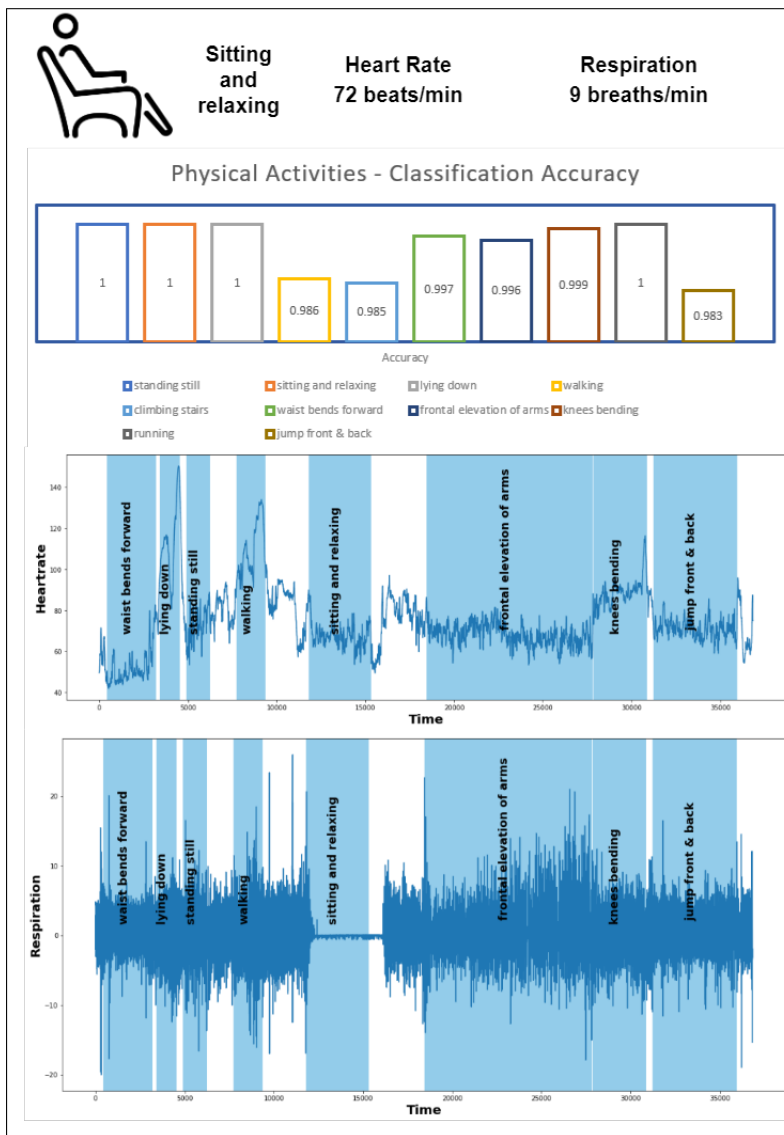 Sitting
and
relaxing
Heart Rate
72 beats/min
Respiration
9 breaths/min
Physical Activities - Classification Accuracy
1
1
1
0.986
0.985
0.997
0.996
0.999
1
0.983
Accuracy
standing still
sitting and relaxing
lying down
walking
climbing stairs
waist bends forward
frontal elevation of arms
knees bending
running
jump front & back
Heartrate
140
120
100
80
60
40
waist bends forward
lying down
standing still
walking
sitting and relaxing
frontal elevation of arms
knees bending
jump front & back
0
5000
10000
15000
20000
25000
30000
35000
Time
Respiration
20
10
0
−10
−20
waist bends forward
lying down
standing still
walking
sitting and relaxing
frontal elevation of arms
knees bending
jump front & back
0
5000
10000
15000
20000
25000
30000
35000
Time